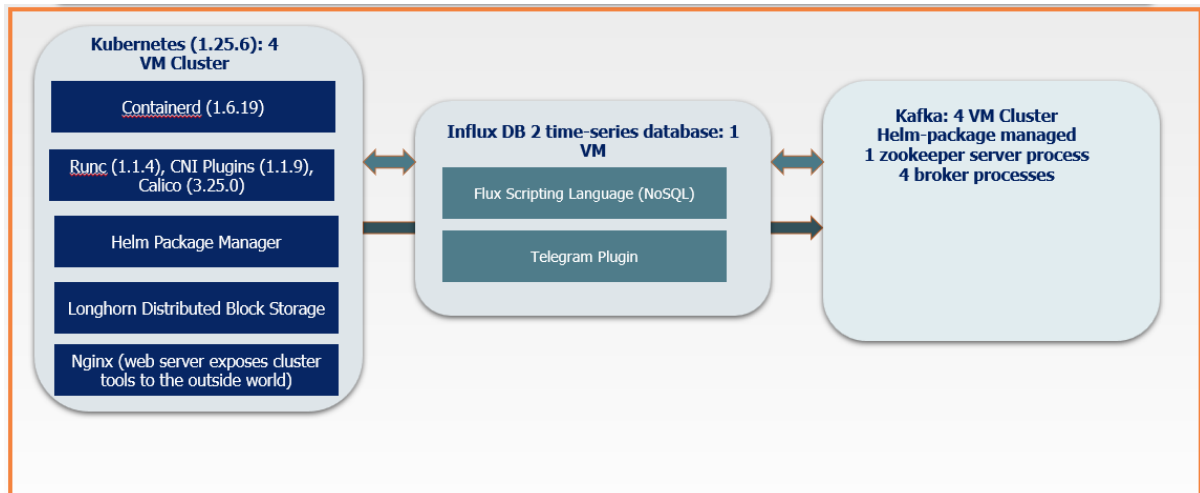 Kubernetes (1.25.6): 4
VM Cluster
Containerd (1.6.19)
Runc (1.1.4), CNI Plugins (1.1.9),
Calico (3.25.0)
Helm Package Manager
Longhorn Distributed Block Storage
Nginx (web server exposes cluster
tools to the outside world)
Influx DB 2 time-series database: 1
VM
Flux Scripting Language (NoSQL)
Telegram Plugin
Kafka: 4 VM Cluster
Helm-package managed
1 zookeeper server process
4 broker processes